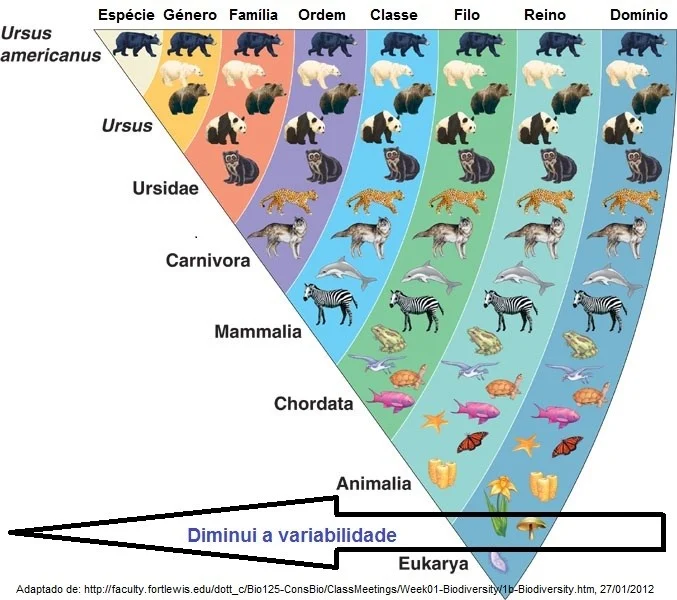 Espécie Género Família Ordem Classe Filo Reino Domínio
Ursus
americanus
Ursus
Ursidae
Carnivora
Mammalia
Chordata
Animalia
Diminui a variabilidade
Eukarya
Adaptado de: http://faculty.fortlewis.edu/dott_c/Bio125-ConsBio/ClassMeetings/Week01-Biodiversity/1b-Biodiversity.htm, 27/01/2012